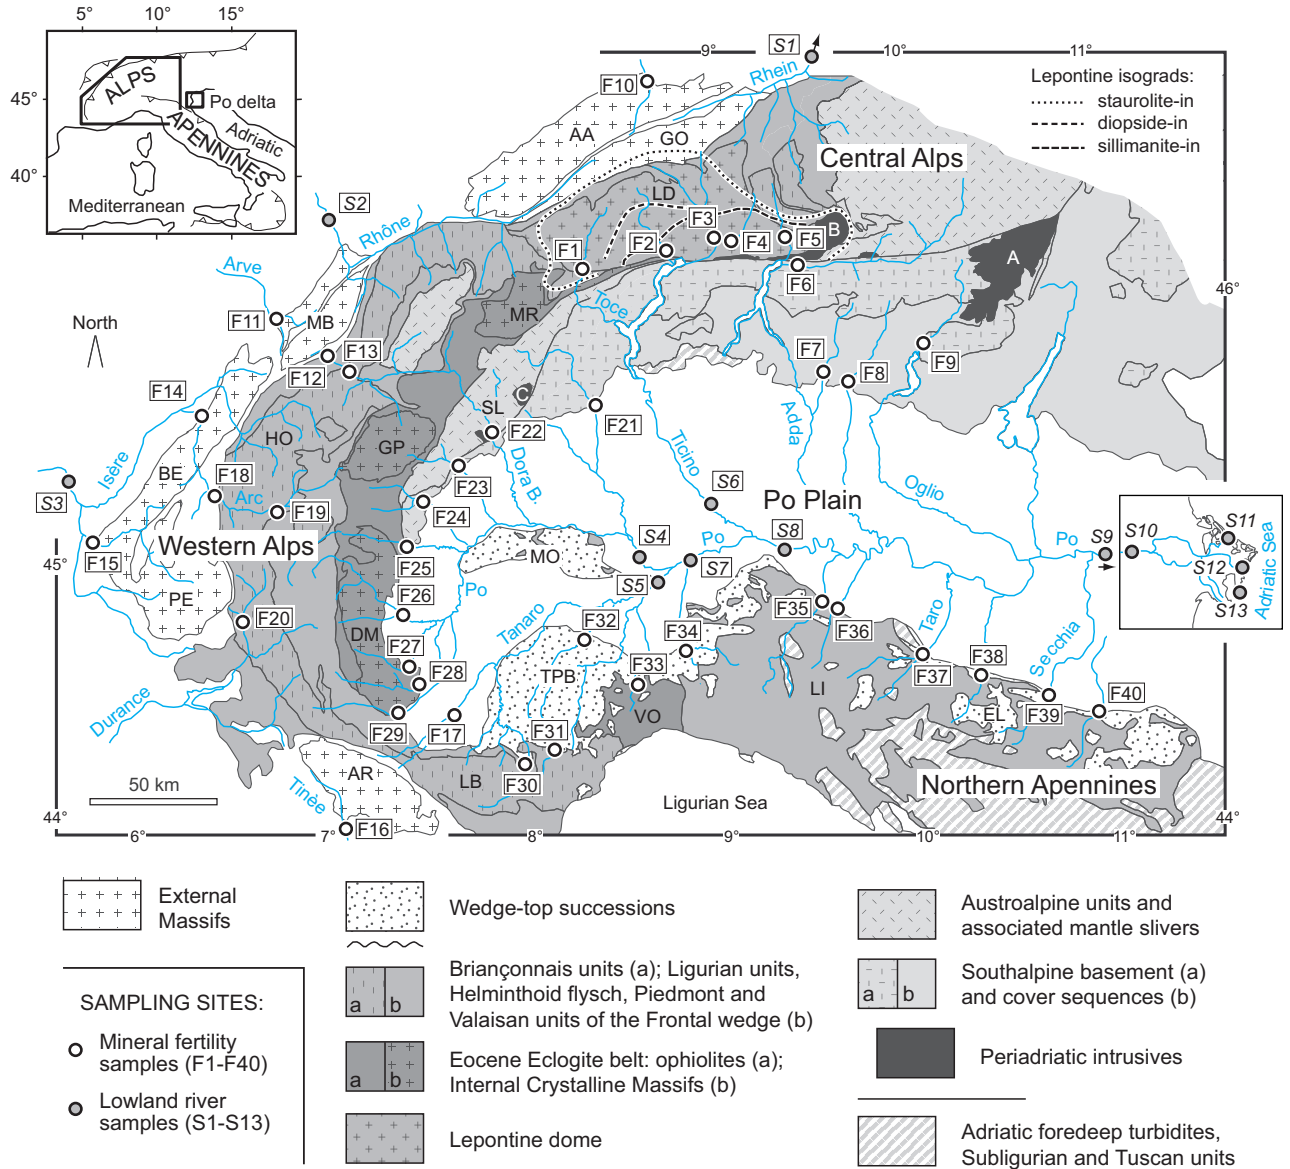 5°
10°
15°
45°
40°
ALPS
Po delta
APENNINES
Adriatic
Mediterranean
9°
S1
10°
11°
Rhein
F10
AA
GO
Lepontine isograds:
staurolite-in
diopside-in
sillimanite-in
Central Alps
S2
Rhône
LD
F3
F1
F2
F4
F5
B
F6
A
Arve
Toce
46°
North
F11
MB
MR
F13
F12
F7
F8
F9
F14
C
SL
HO
GP
F22
F21
Adda
Ticino
Isère
BE
F18
Dora B
F23
S3
Arc
F19
F24
S6
Oglio
Po Plain
Western Alps
S4
Po
S8
Po
S9
S10
S11
45°
F15
F25
MO
S7
S5
S12
S13
Adriatic Sea
PE
F26
Po
F20
DM
Tanaro
F32
F35
F36
Taro
F27
F34
F38
Secchia
F28
TPB
F33
LI
F37
F40
Durance
EL
F39
F29
F17
F31
VO
AR
LB
F30
Northern Apennines
50 km
Tinèe
Ligurian Sea
44°
F16
6°
7°
8°
9°
10°
11°
44°
External
Massifs
SAMPLING SITES:
Mineral fertility
samples (F1-F40)
Lowland river
samples (S1-S13)
Wedge-top successions
a
b
Briançonnais units (a); Ligurian units,
Helminthoid flysch, Piedmont and
Valaisan units of the Frontal wedge (b)
a
b
Eocene Eclogite belt: ophiolites (a);
Internal Crystalline Massifs (b)
Lepontine dome
Austroalpine units and
associated mantle slivers
a
b
Southalpine basement (a)
and cover sequences (b)
Periadriatic intrusives
Adriatic foredeep turbidites,
Subligurian and Tuscan units